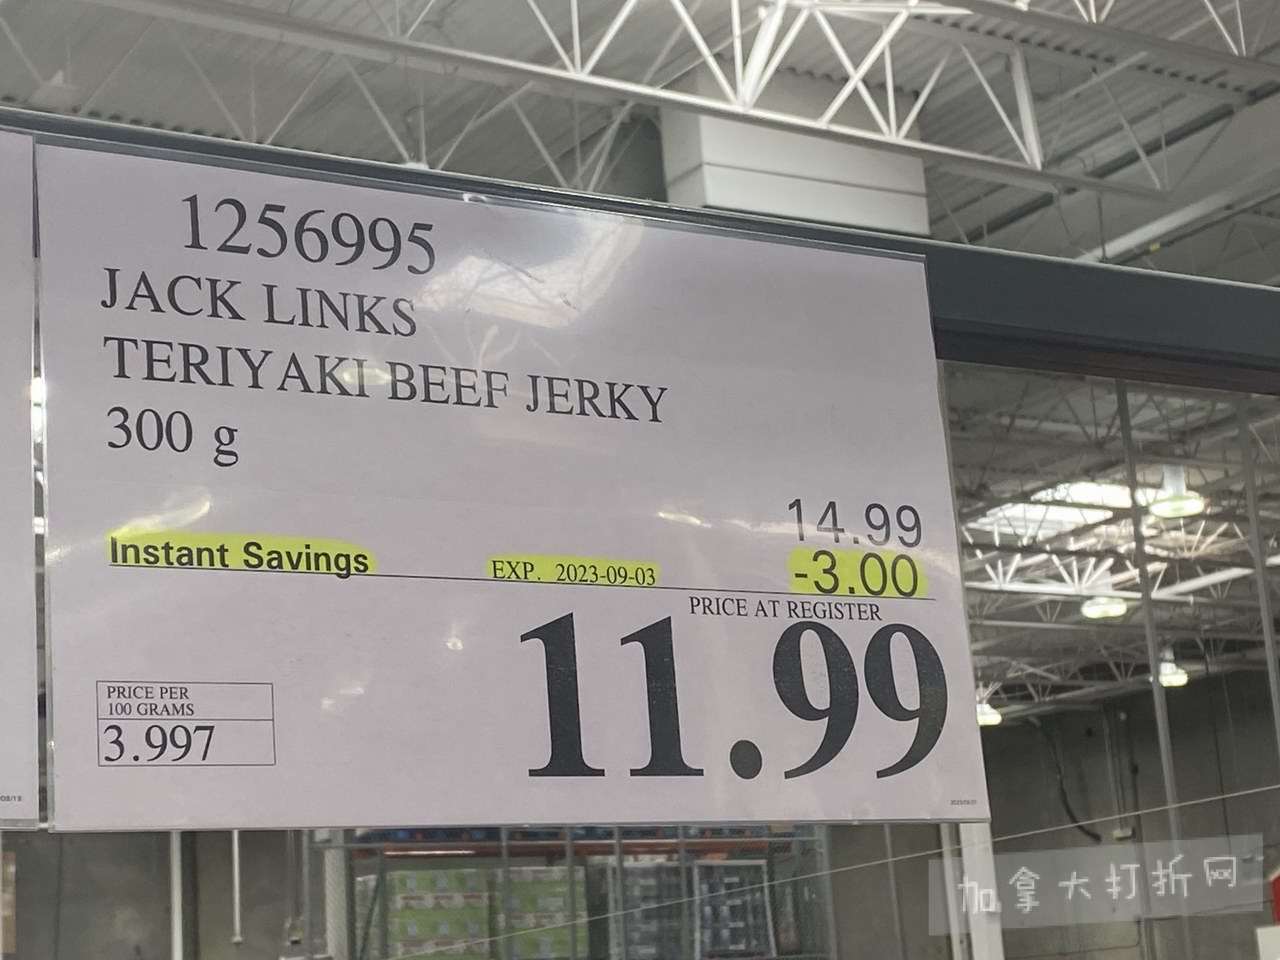 1256995
JACK LINKS
TERIYAKI BEEF JERKY
300 g
14.99
Instant Savings EXP. 2023-09-03 -3.00
PRICE AT REGISTER
11.99
PRICE PER
100 GRAMS
3.997
加拿大打折网